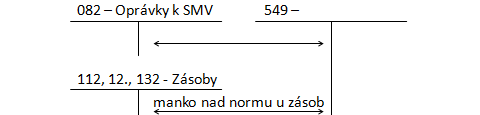 082 – Oprávky k SMV 549 –
112, 12., 132 - Zásoby
manko nad normu u zásob